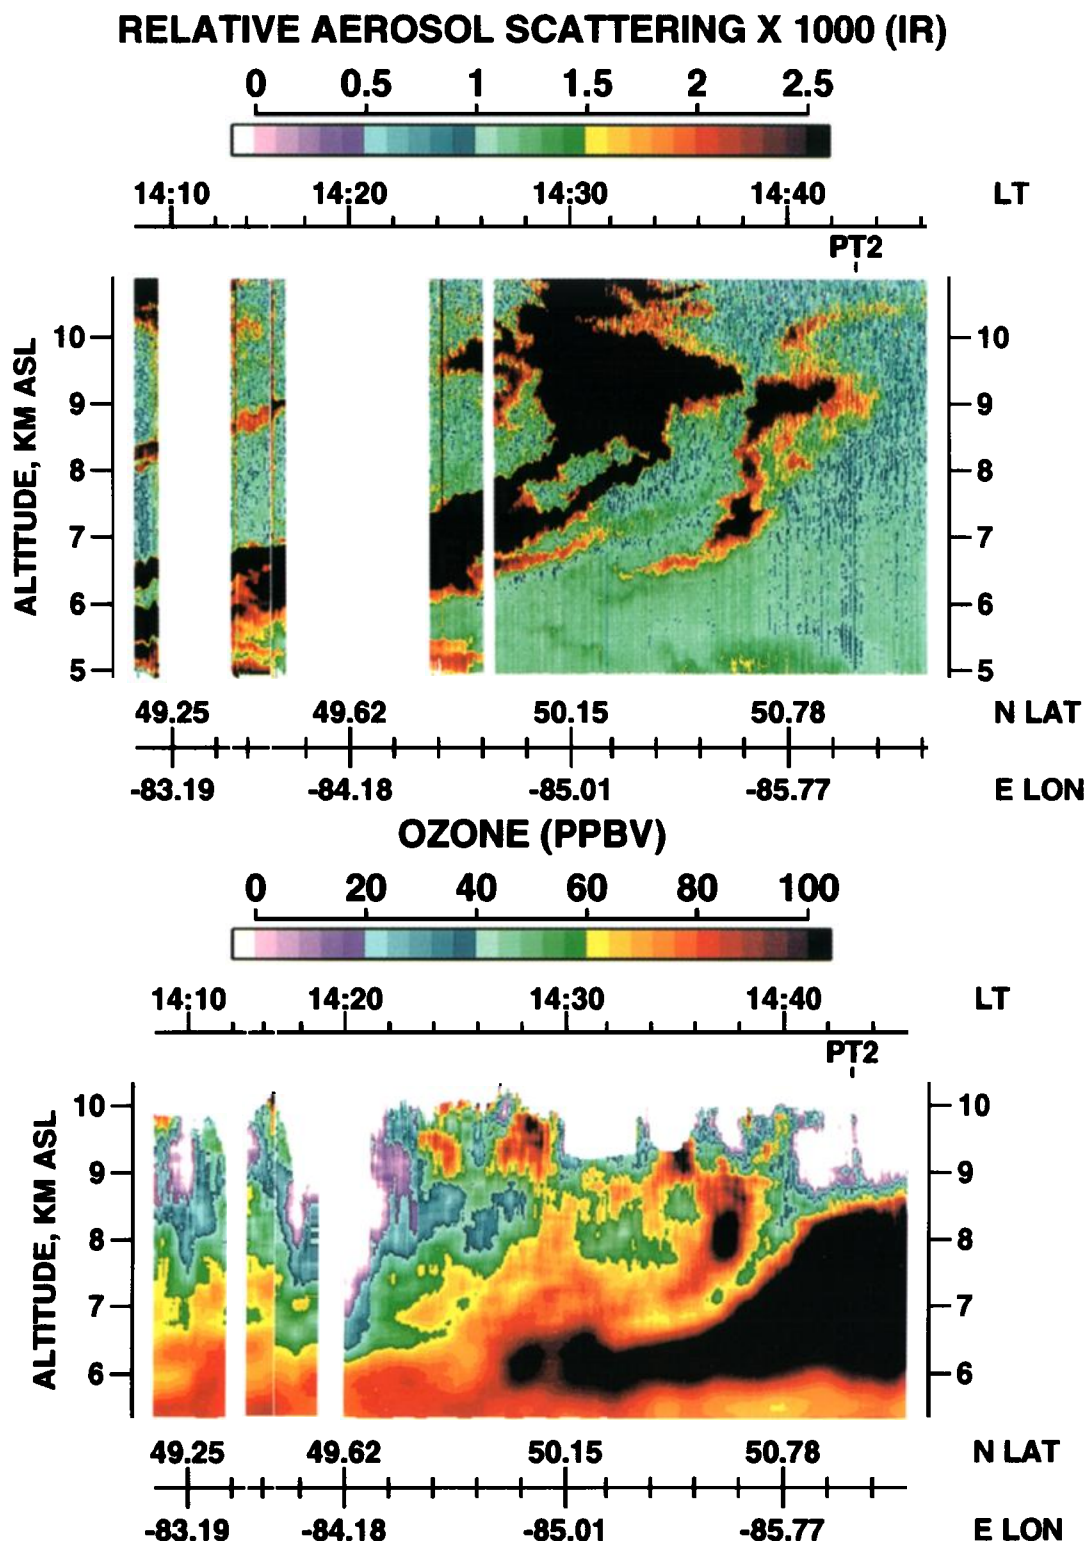 RELATIVE AEROSOL SCATTERING X 1000 (IR)
0 0.5 1 1.5 2 2.5
14:10 14:20 14:30 14:40 LT
PT2
ALTITUDE, KM ASL
10 10
9 9
8 8
7 7
6 6
5 5
49.25 49.62 50.15 50.78 N LAT
-83.19 -84.18 -85.01 -85.77 E LON
OZONE (PPBV)
0 20 40 60 80 100
14:10 14:20 14:30 14:40 LT
PT2
ALTITUDE, KM ASL
10 10
9 9
8 8
7 7
6 6
49.25 49.62 50.15 50.78 N LAT
-83.19 -84.18 -85.01 -85.77 E LON